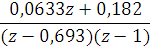 0,0633z + 0,182
(z − 0,693)(z − 1)